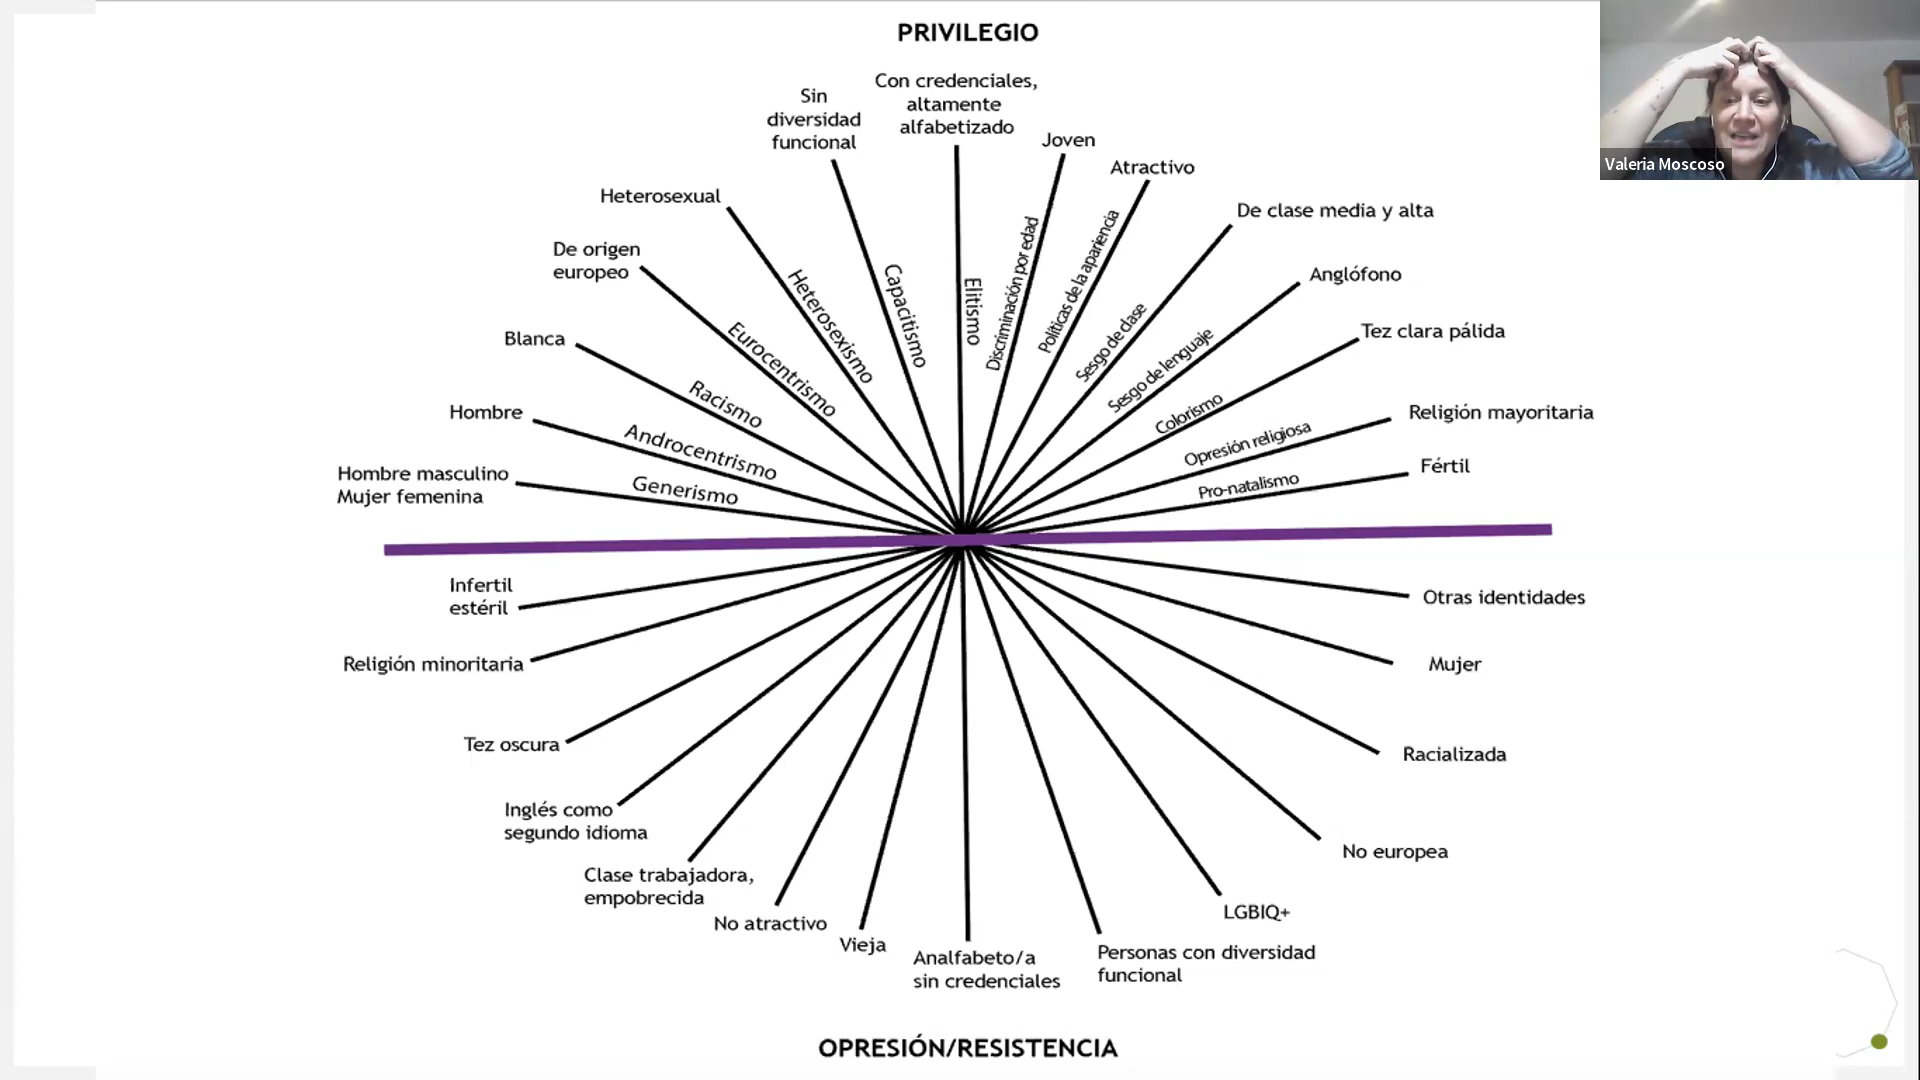 PRIVILEGIO
Con credenciales,
altamente
alfabetizado
Sin
diversidad
funcional
Joven
Atractivo
Heterosexual
De clase media y alta
De origen
europeo
Anglófono
Blanca
Tez clara pálida
Hombre
Religión mayoritaria
Hombre masculino
Mujer femenina
Fértil
Generismo
Androcentrismo
Racismo
Eurocentrismo
Heterosexismo
Capacitismo
Elitismo
Discriminación por edad
Políticas de la apariencia
Sesgo de clase
Sesgo de lenguaje
Colorismo
Opresión religiosa
Pro-natalismo
Infertil
estéril
Otras identidades
Religión minoritaria
Mujer
Tez oscura
Racializada
Inglés como
segundo idioma
No europea
Clase trabajadora,
empobrecida
No atractivo
LGBIQ+
Vieja
Analfabeto/a
sin credenciales
Personas con diversidad
funcional
OPRESIÓN/RESISTENCIA
Valeria Moscoso